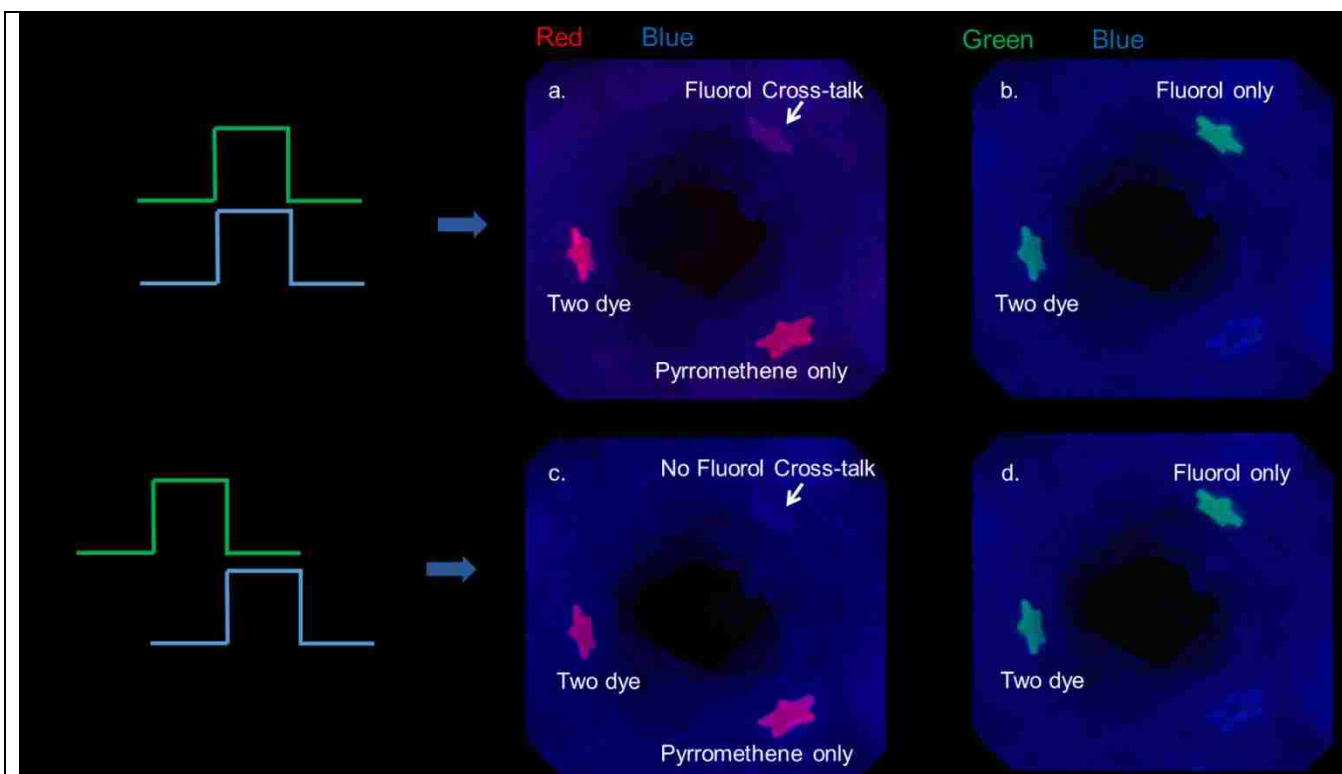 Red Blue
Green Blue
a.
Fluorol Cross-talk
Two dye
Pyrromethene only
b.
Fluorol only
Two dye
c.
No Fluorol Cross-talk
Two dye
Pyrromethene only
d.
Fluorol only
Two dye